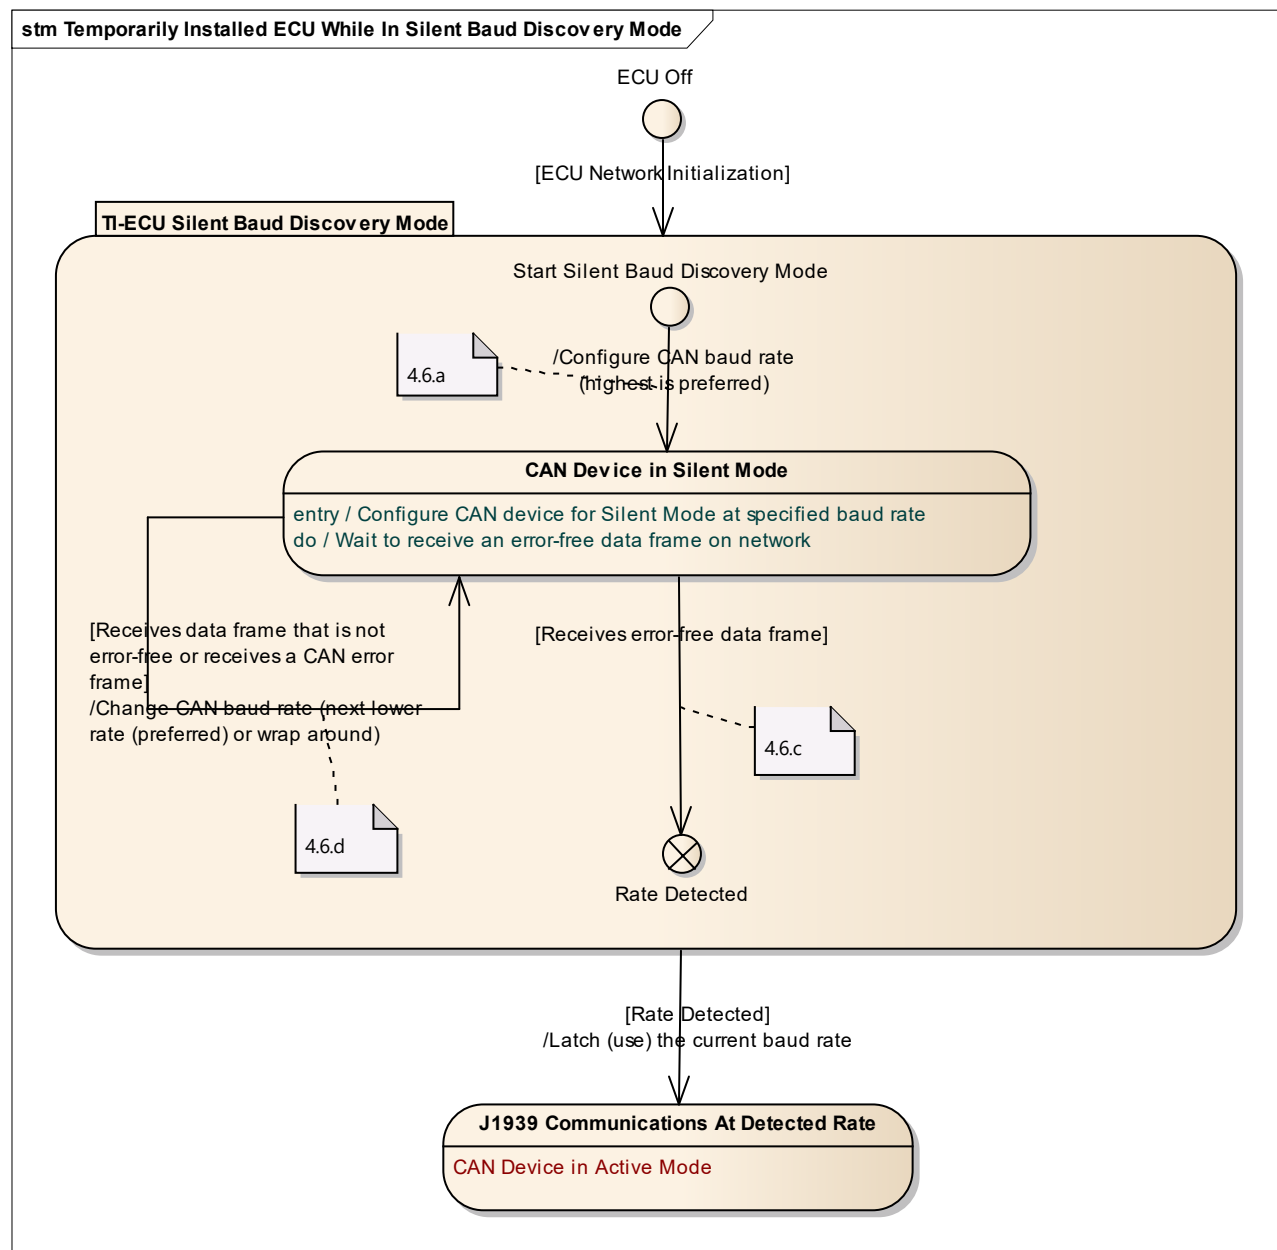 stm Temporarily Installed ECU While In Silent Baud Discovery Mode
ECU Off
[ECU Network Initialization]
TI-ECU Silent Baud Discovery Mode
Start Silent Baud Discovery Mode
/Configure CAN baud rate
(highest is preferred)
4.6.a
CAN Device in Silent Mode
entry / Configure CAN device for Silent Mode at specified baud rate
do / Wait to receive an error-free data frame on network
[Receives data frame that is not
error-free or receives a CAN error
frame]
/Change CAN baud rate (next lower
rate (preferred) or wrap around)
[Receives error-free data frame]
4.6.c
4.6.d
Rate Detected
[Rate Detected]
/Latch (use) the current baud rate
J1939 Communications At Detected Rate
CAN Device in Active Mode